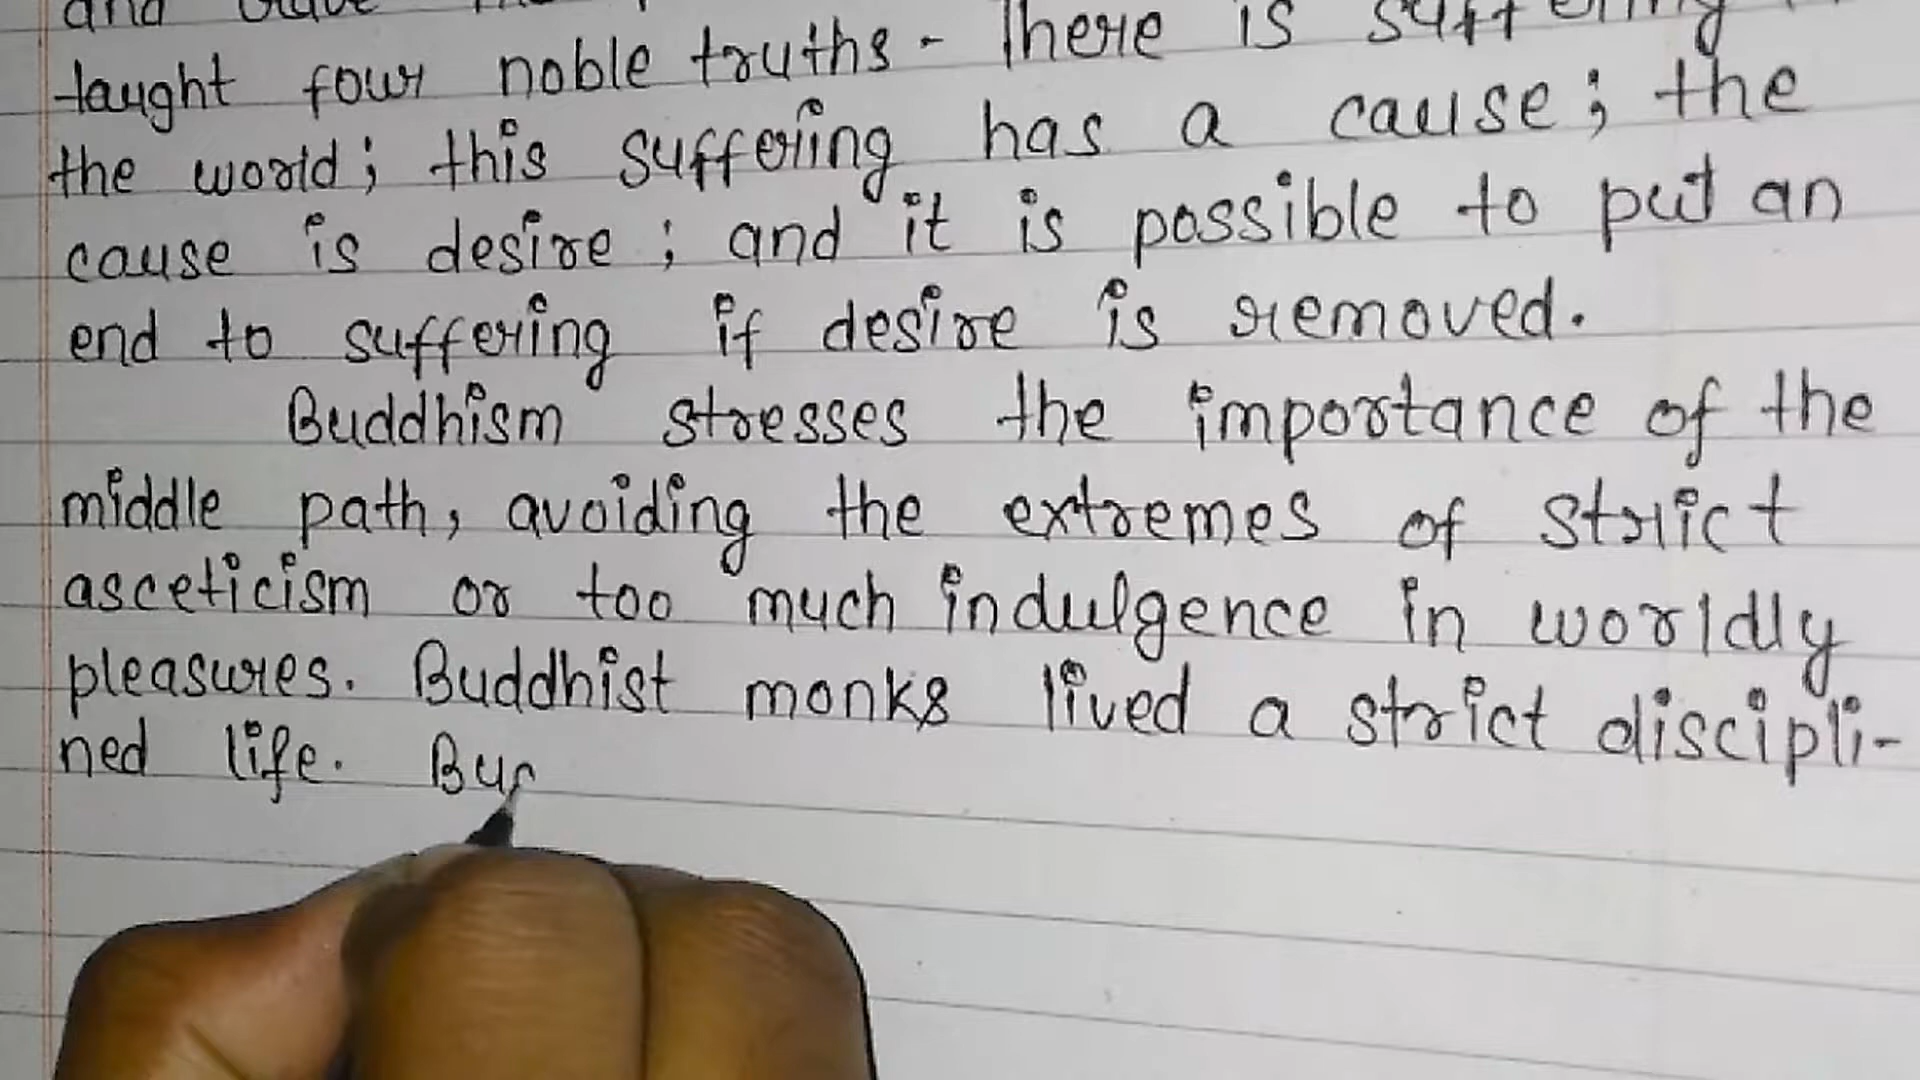 and
taught four noble truths - There is suffering
the world; this suffering has a cause; the
cause is desire; and it is possible to put an
end to suffering if desire is removed.
Buddhism stresses the importance of the
middle path, avoiding the extremes of strict
asceticism or too much indulgence in worldly
pleasures. Buddhist monks lived a strict discipli-
ned life. Bu